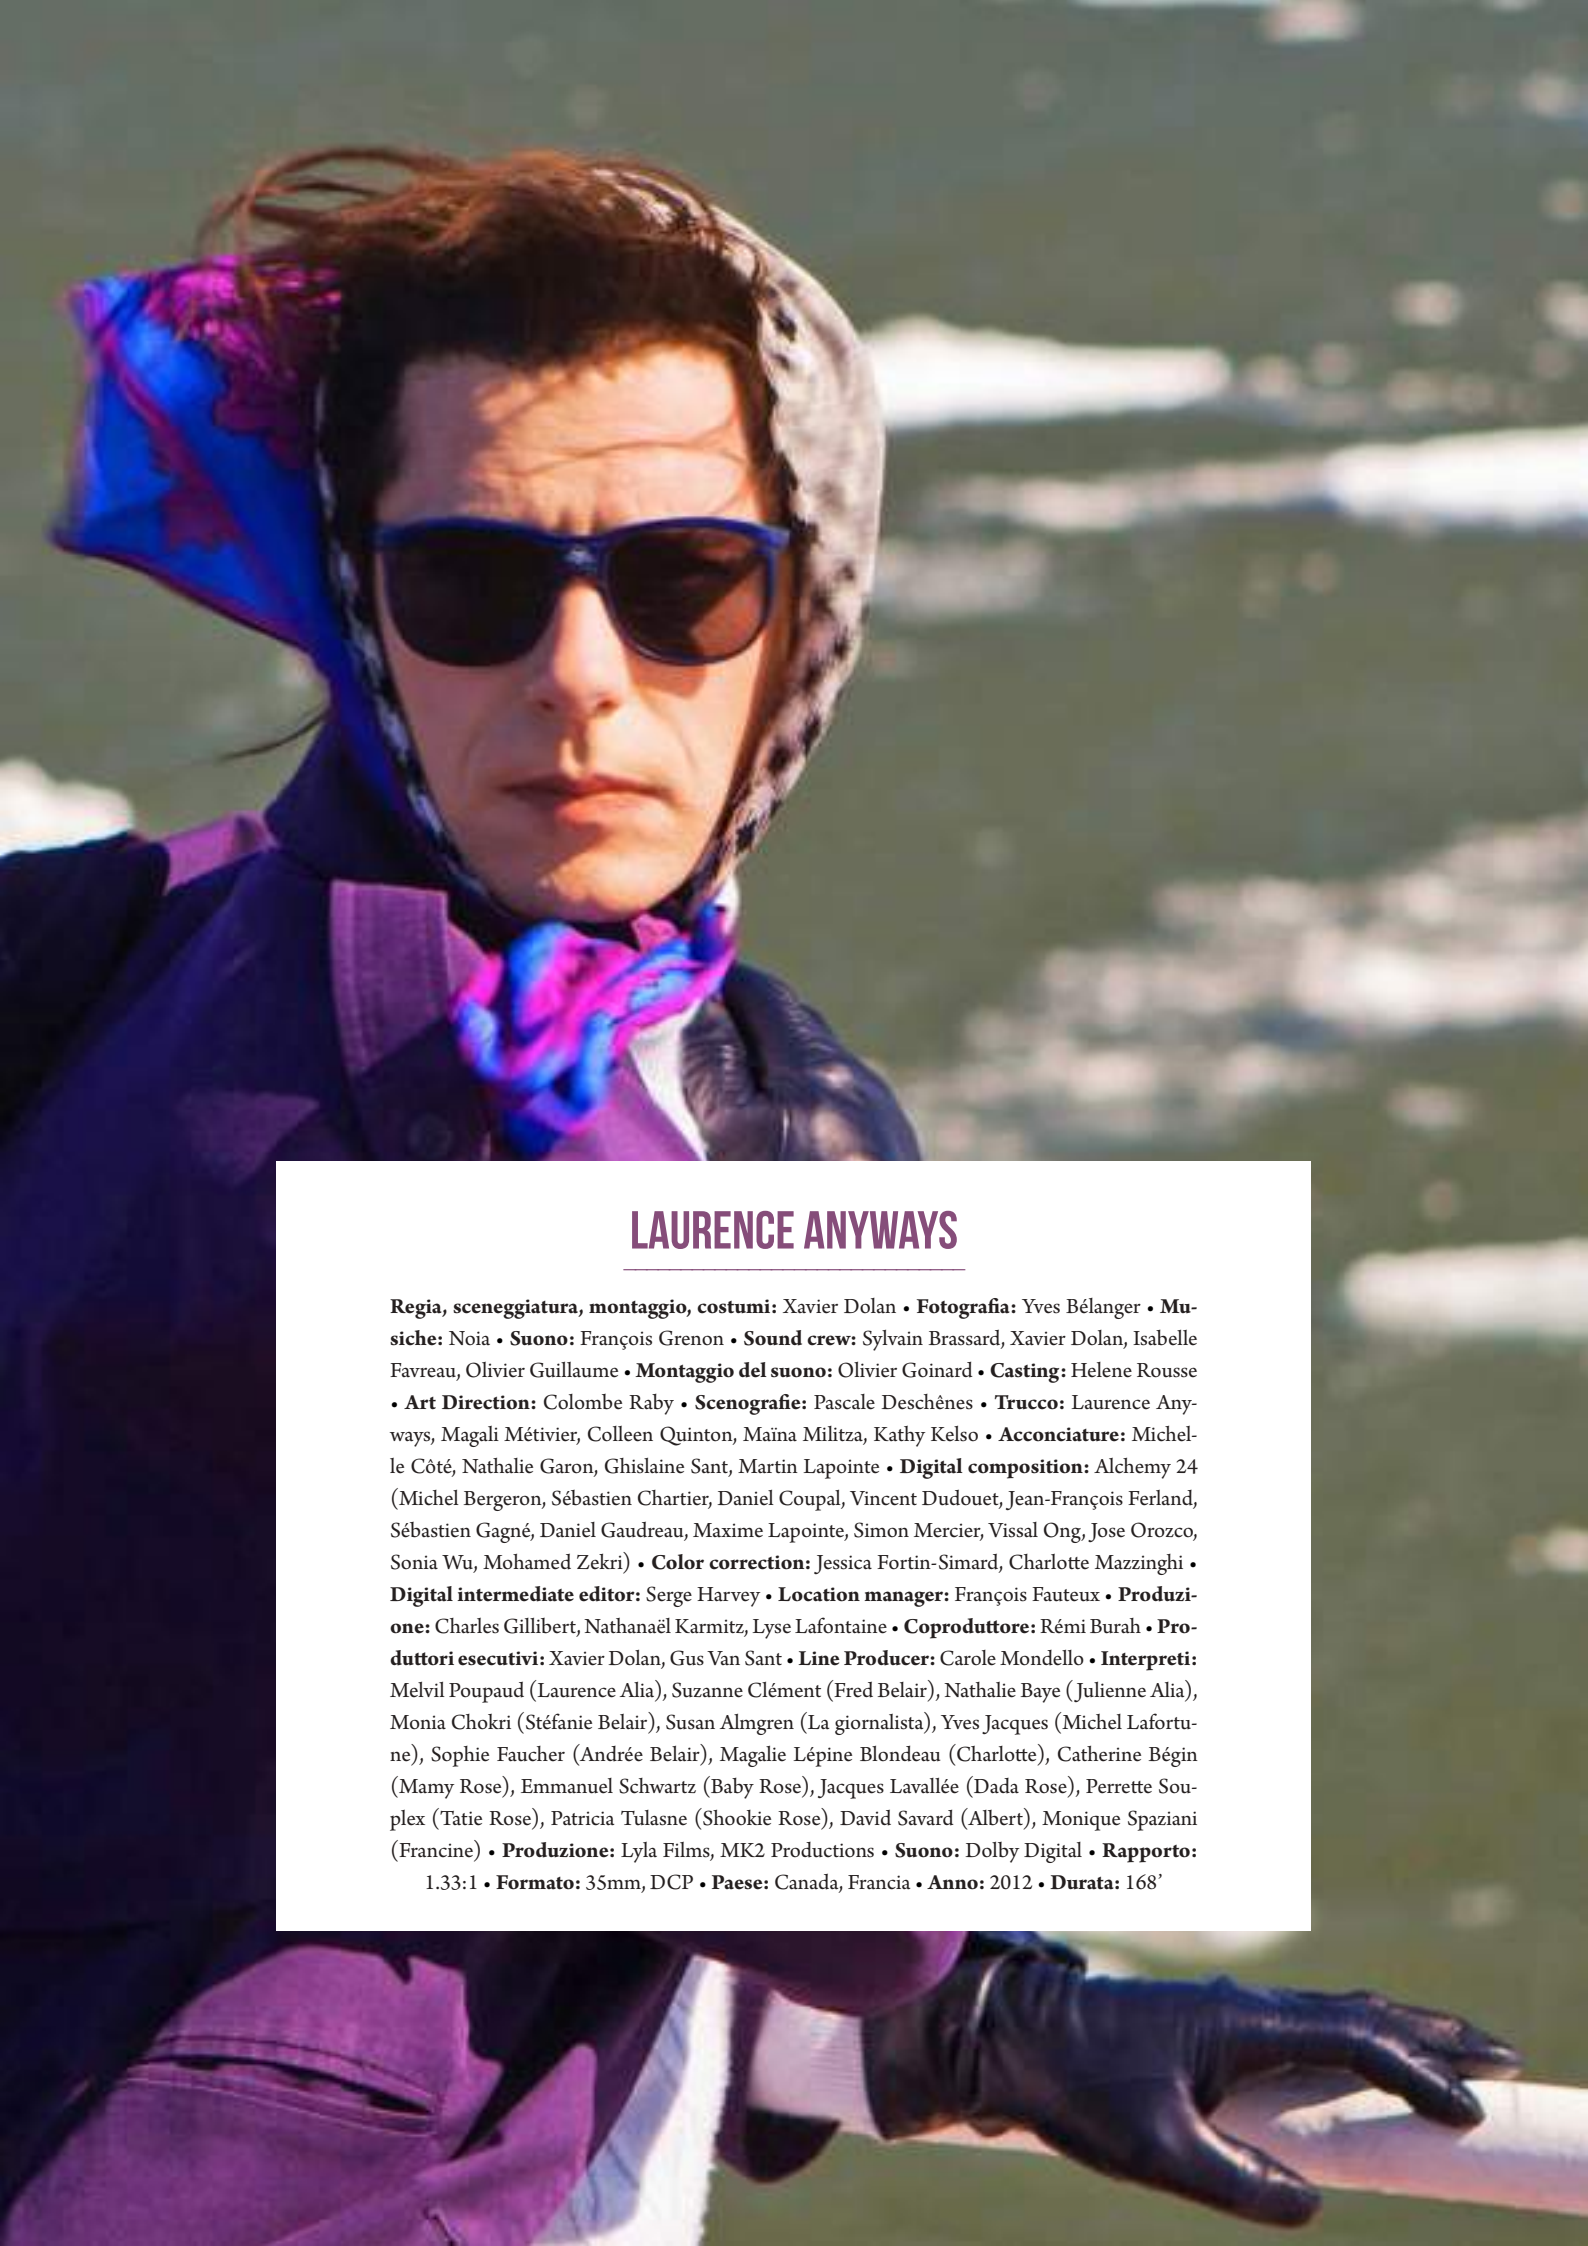 LAURENCE ANYWAYS
Regia, sceneggiatura, montaggio, costumi: Xavier Dolan • Fotografia: Yves Bélanger • Mu-
siche: Noia • Suono: François Grenon • Sound crew: Sylvain Brassard, Xavier Dolan, Isabelle
Favreau, Olivier Guillaume • Montaggio del suono: Olivier Goinard • Casting: Helene Rousse
• Art Direction: Colombe Raby • Scenografie: Pascale Deschênes • Trucco: Laurence Any-
ways, Magali Métivier, Colleen Quinton, Maïna Militza, Kathy Kelso • Acconciature: Michel-
le Côté, Nathalie Garon, Ghislaine Sant, Martin Lapointe • Digital composition: Alchemy 24
(Michel Bergeron, Sébastien Chartier, Daniel Coupal, Vincent Dudouet, Jean-François Ferland,
Sébastien Gagné, Daniel Gaudreau, Maxime Lapointe, Simon Mercier, Vissal Ong, Jose Orozco,
Sonia Wu, Mohamed Zekri) • Color correction: Jessica Fortin-Simard, Charlotte Mazzinghi •
Digital intermediate editor: Serge Harvey • Location manager: François Fauteux • Produzi-
one: Charles Gillibert, Nathanaël Karmitz, Lyse Lafontaine • Coproduttore: Rémi Burah • Pro-
duttori esecutivi: Xavier Dolan, Gus Van Sant • Line Producer: Carole Mondello • Interpreti:
Melvil Poupaud (Laurence Alia), Suzanne Clément (Fred Belair), Nathalie Baye (Julienne Alia),
Monia Chokri (Stéfanie Belair), Susan Almgren (La giornalista), Yves Jacques (Michel Lafortu-
ne), Sophie Faucher (Andrée Belair), Magalie Lépine Blondeau (Charlotte), Catherine Bégin
(Mamy Rose), Emmanuel Schwartz (Baby Rose), Jacques Lavallée (Dada Rose), Perrette Sou-
plex (Tatie Rose), Patricia Tulasne (Shookie Rose), David Savard (Albert), Monique Spaziani
(Francine) • Produzione: Lyla Films, MK2 Productions • Suono: Dolby Digital • Rapporto:
1.33:1 • Formato: 35mm, DCP • Paese: Canada, Francia • Anno: 2012 • Durata: 168’